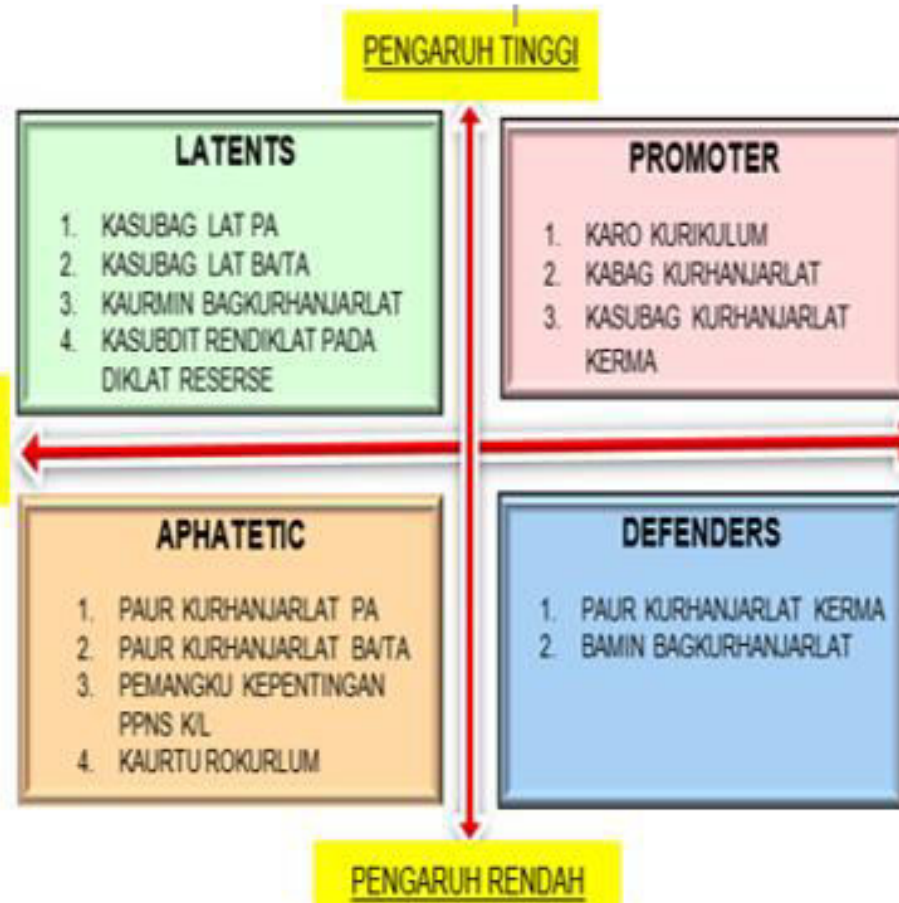 PENGARUH TINGGI
LATENTS
1. KASUBAG LAT PA
2. KASUBAG LAT BA/TA
3. KAURMIN BAGKURHANJARLAT
4. KASUBDIT RENDIKLAT PADA
DIKLAT RESERSE
PROMOTER
1. KARO KURIKULUM
2. KABAG KURHANJARLAT
3. KASUBAG KURHANJARLAT
KERMA
APHATETIC
1. PAUR KURHANJARLAT PA
2. PAUR KURHANJARLAT BA/TA
3. PEMANGKU KEPENTINGAN
PPNS K/L
4. KAURTU ROKURLUM
DEFENDERS
1. PAUR KURHANJARLAT KERMA
2. BAMIN BAGKURHANJARLAT
PENGARUH RENDAH